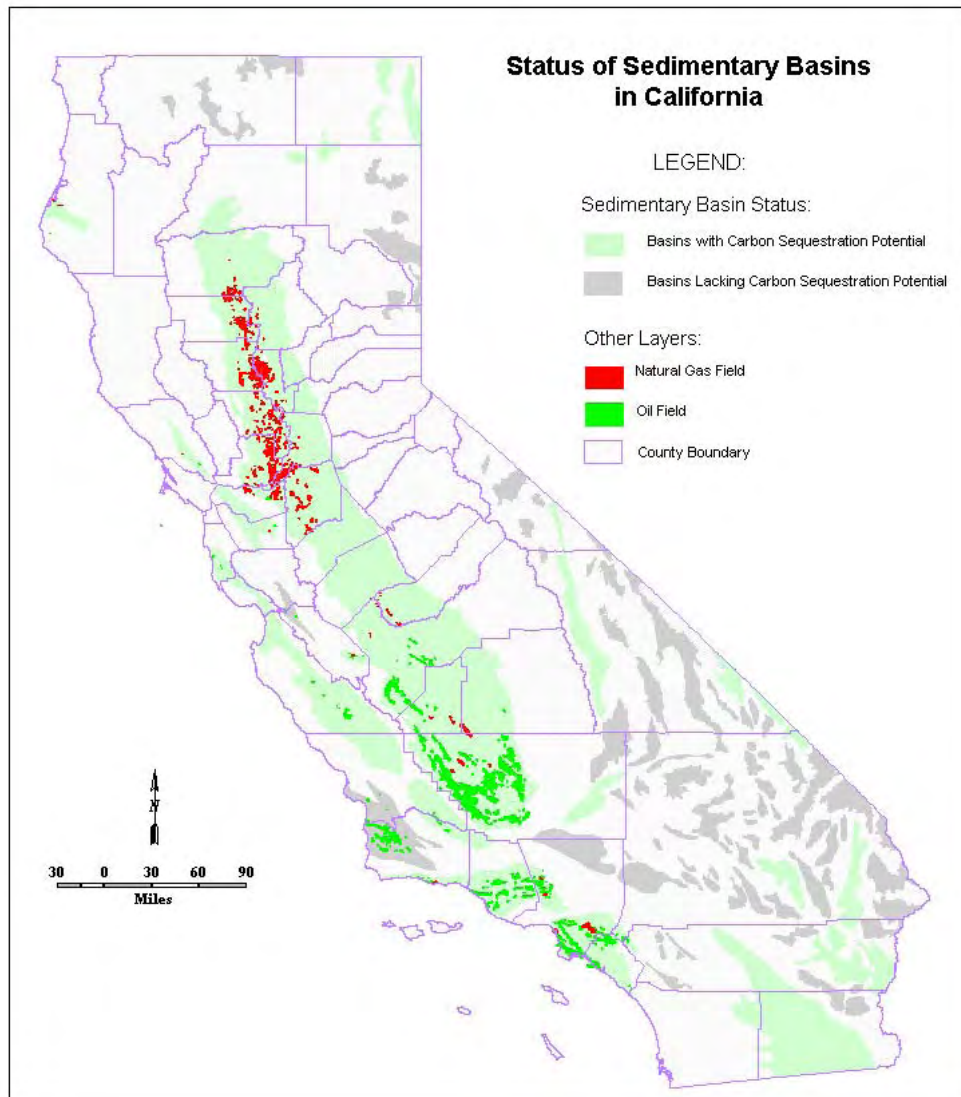 Status of Sedimentary Basins
in California
LEGEND:
Sedimentary Basin Status:
Basins with Carbon Sequestration Potential
Basins Lacking Carbon Sequestration Potential
Other Layers:
Natural Gas Field
Oil Field
County Boundary
N
30 0 30 60 90
Miles